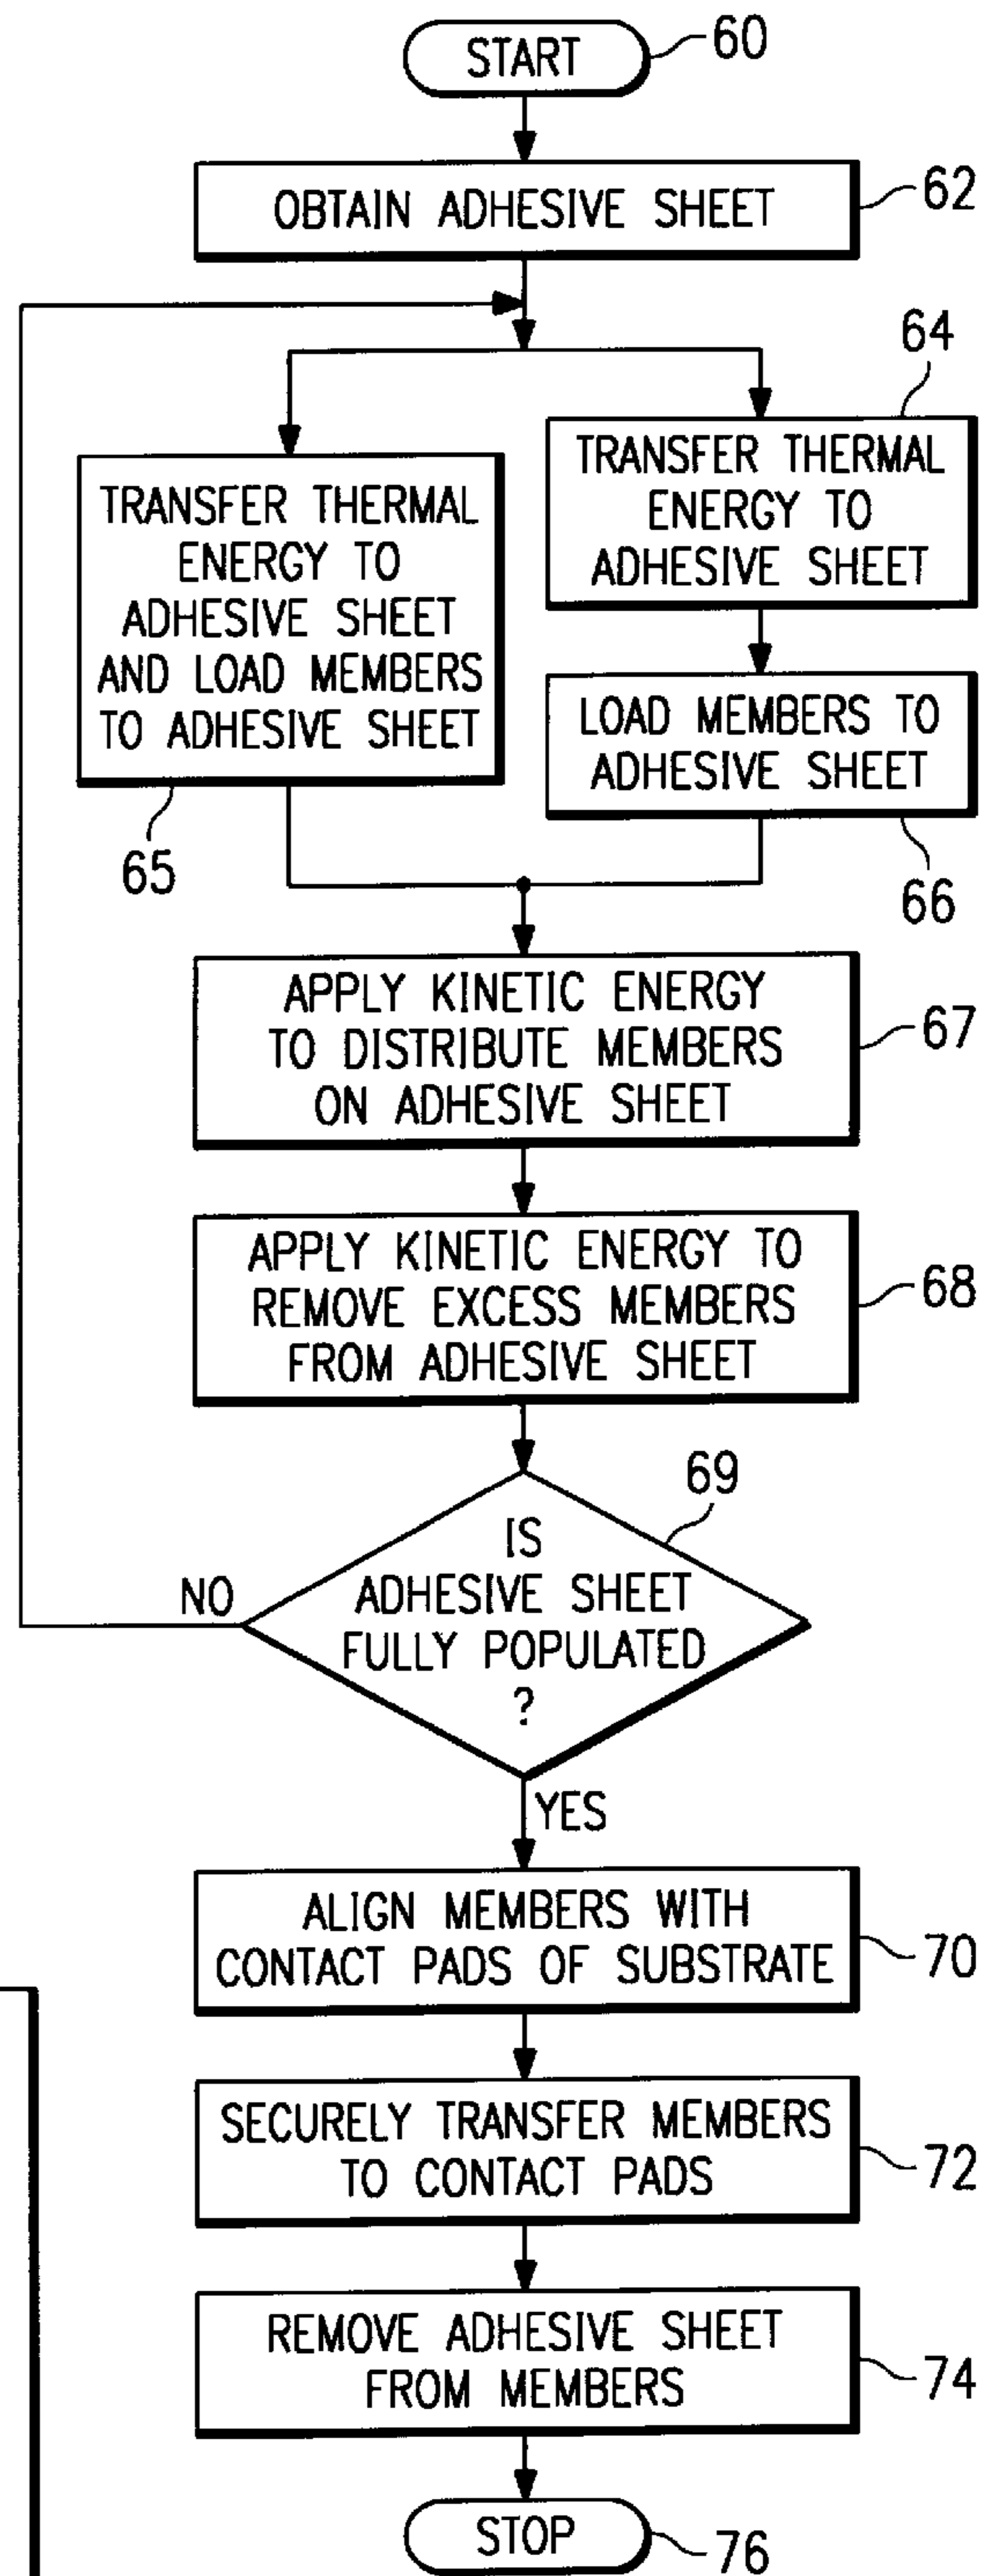 START
60
OBTAIN ADHESIVE SHEET
62
64
TRANSFER THERMAL
ENERGY TO
ADHESIVE SHEET
TRANSFER THERMAL
ENERGY TO
ADHESIVE SHEET
AND LOAD MEMBERS
TO ADHESIVE SHEET
65
LOAD MEMBERS TO
ADHESIVE SHEET
66
APPLY KINETIC ENERGY
TO DISTRIBUTE MEMBERS
ON ADHESIVE SHEET
67
APPLY KINETIC ENERGY TO
REMOVE EXCESS MEMBERS
FROM ADHESIVE SHEET
68
69
IS
ADHESIVE SHEET
FULLY POPULATED
?
NO
YES
ALIGN MEMBERS WITH
CONTACT PADS OF SUBSTRATE
70
SECURELY TRANSFER MEMBERS
TO CONTACT PADS
72
REMOVE ADHESIVE SHEET
FROM MEMBERS
74
STOP
76